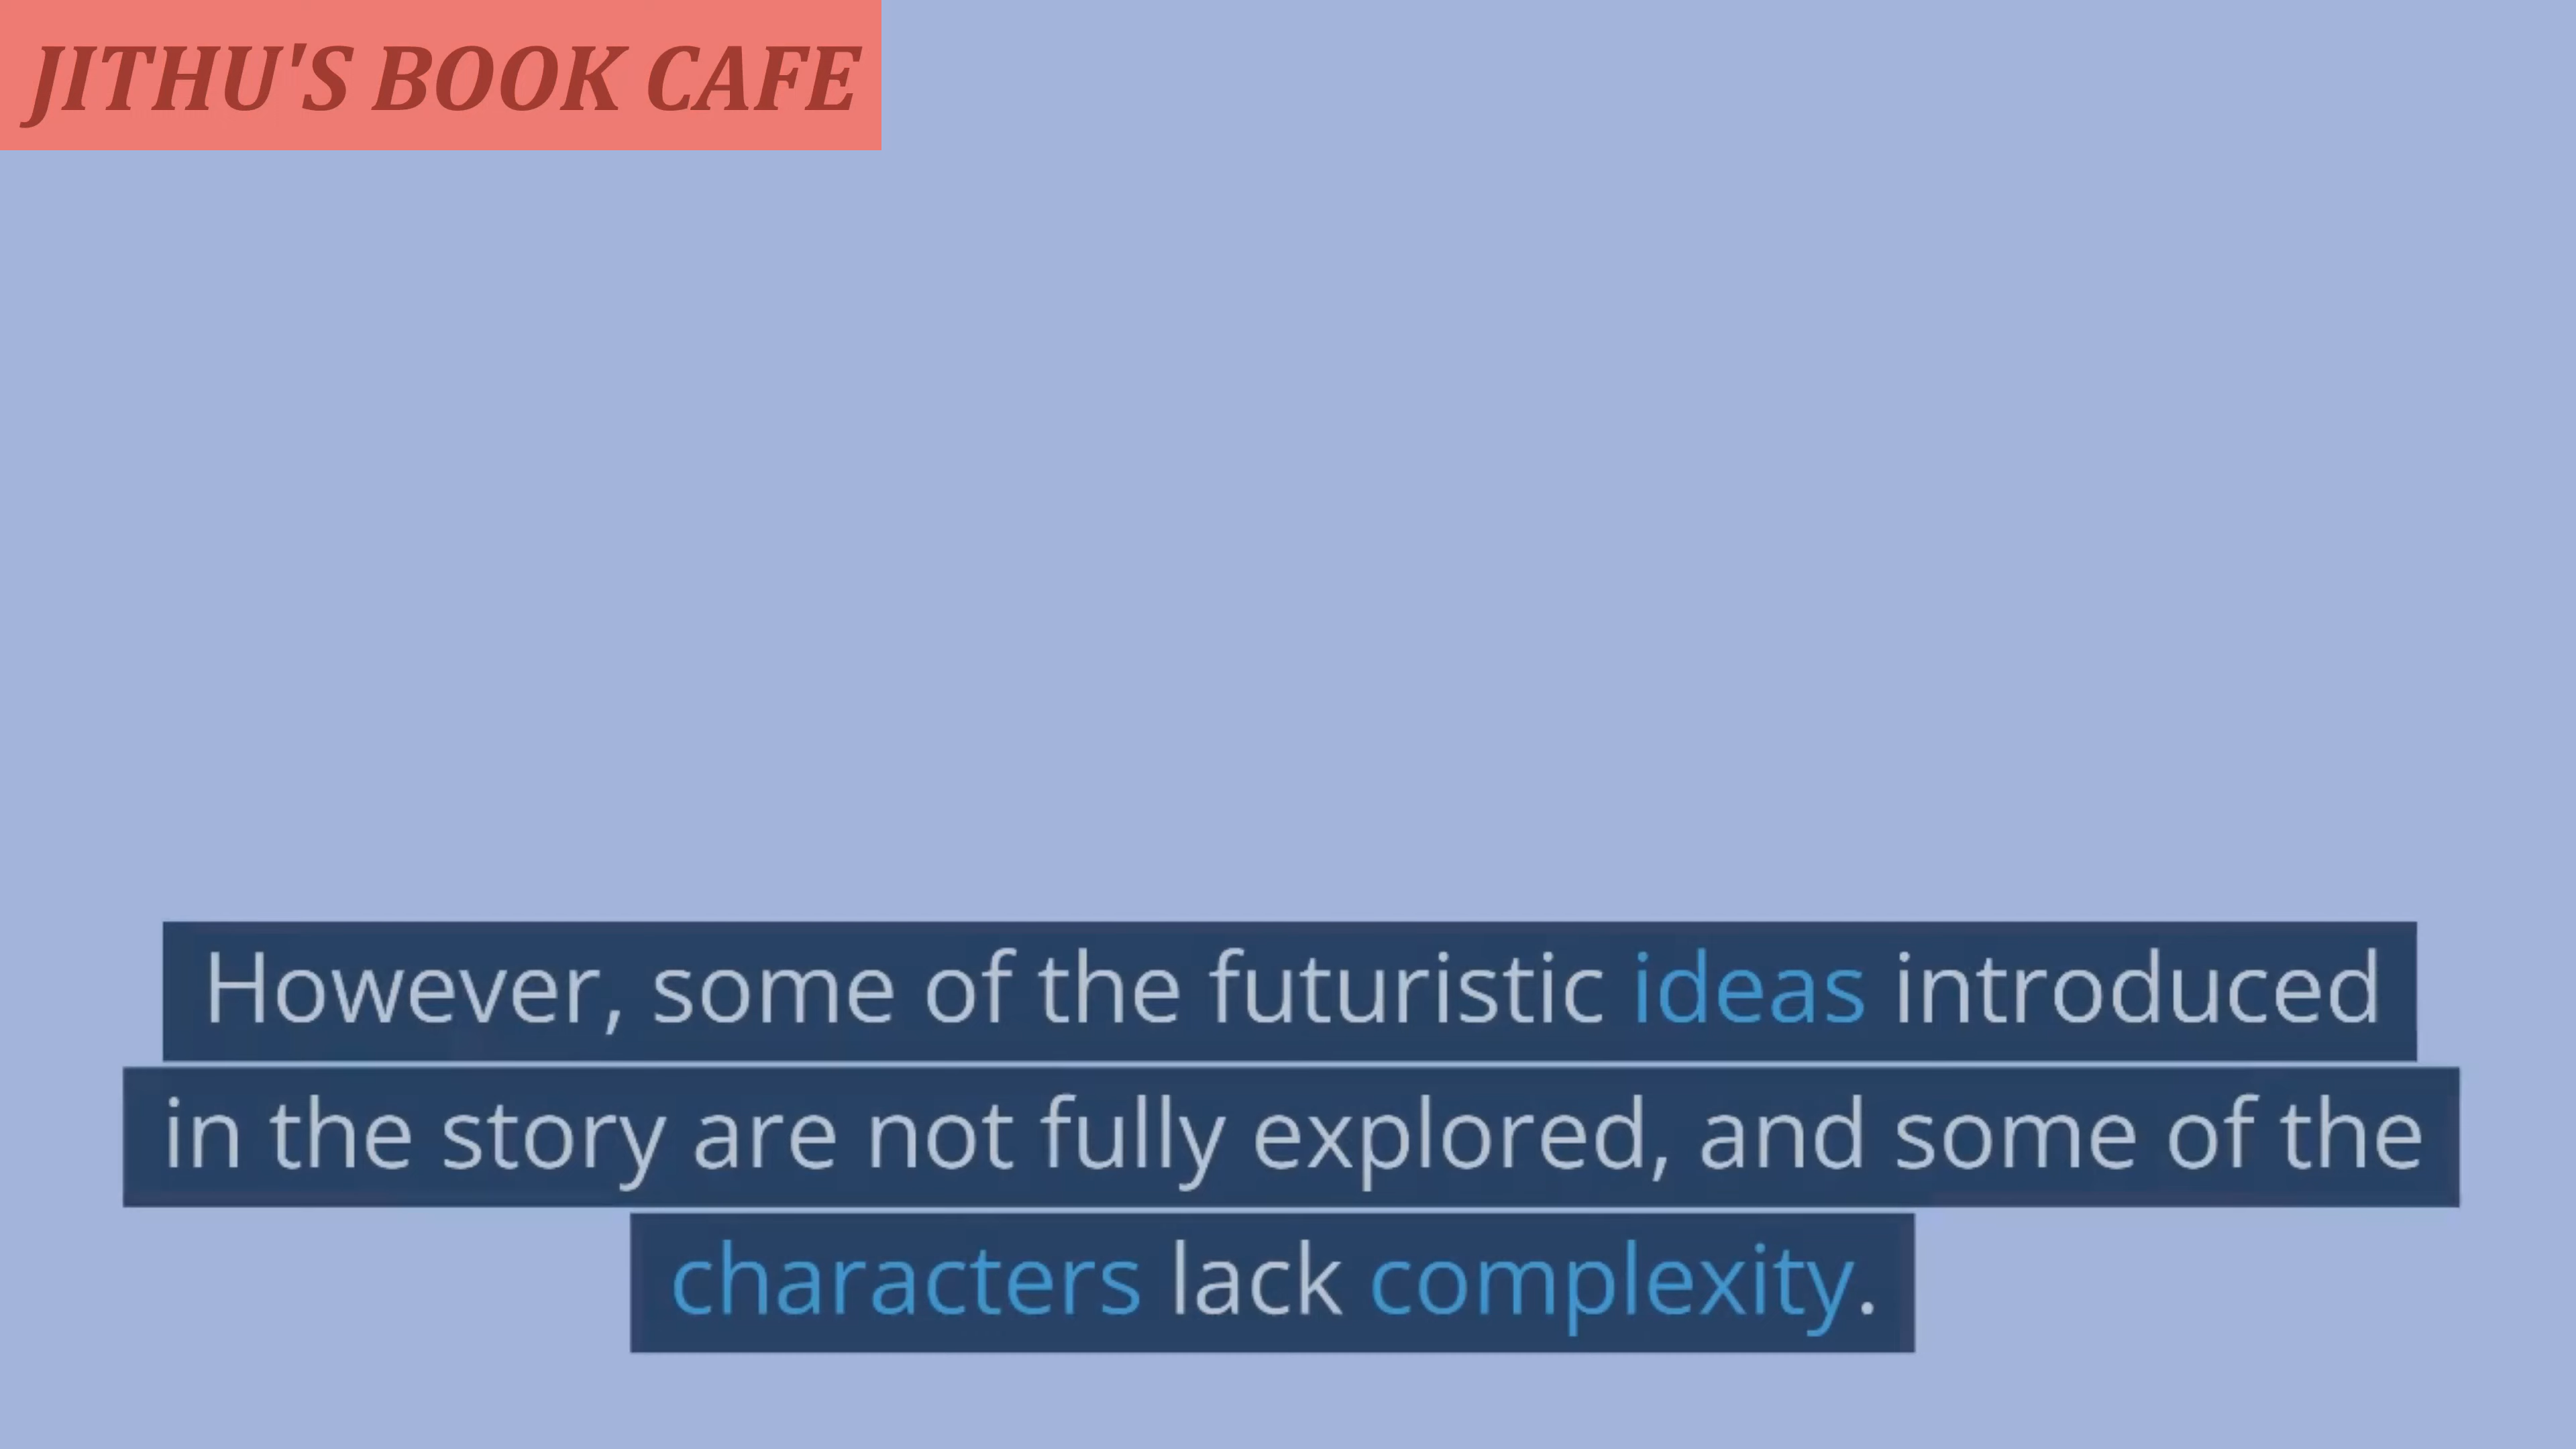 JITHU'S BOOK CAFE
However, some of the futuristic ideas introduced
in the story are not fully explored, and some of the
characters lack complexity.